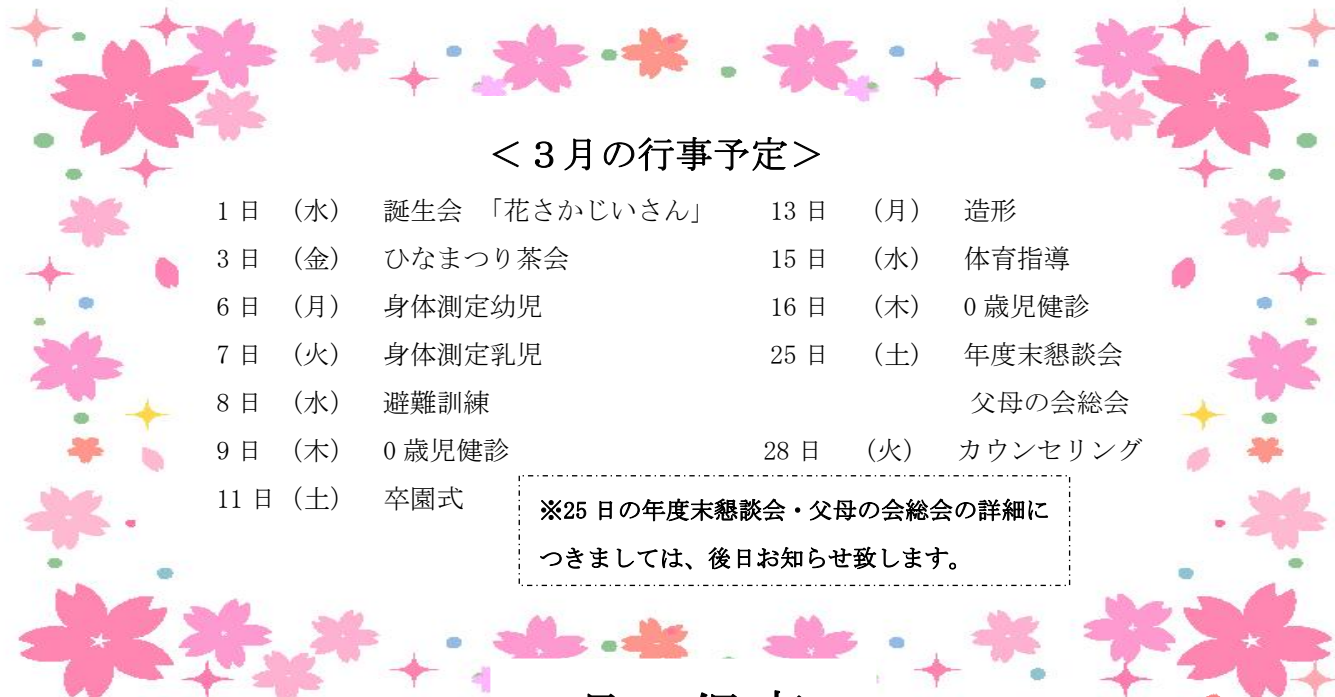 ＜３月の行事予定＞
1日 （水） 誕生会 「花さかじいさん」
3日 （金） ひなまつり茶会
6日 （月） 身体測定幼児
7日 （火） 身体測定乳児
8日 （水） 避難訓練
9日 （木） 0歳児健診
11日（土） 卒園式
13日 （月） 造形
15日 （水） 体育指導
16日 （木） 0歳児健診
25日 （土） 年度末懇談会
父母の会総会
28日 （火） カウンセリング
※25日の年度末懇談会・父母の会総会の詳細に
つきましては、後日お知らせ致します。